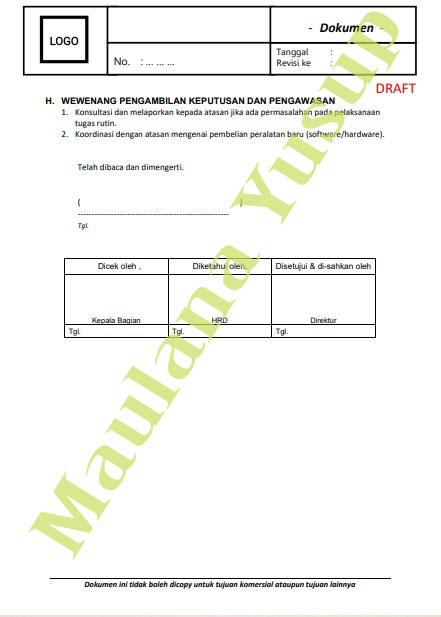 LOGO
- Dokumen -
No. : ... ... ...
Tanggal :
Revisi ke :
DRAFT
H. WEWENANG PENGAMBILAN KEPUTUSAN DAN PENGAWASAN
1. Konsultasi dan melaporkan kepada atasan jika ada permasalahan pada pelaksanaan
tugas rutin.
2. Koordinasi dengan atasan mengenai pembelian peralatan baru (software/hardware).
Telah dibaca dan dimengerti.
( )
--------------------------------------------------------
Tgl.
Dicek oleh , Diketahui oleh, Disetujui & di-sahkan oleh
Kepala Bagian HRD Direktur
Tgl. Tgl. Tgl.
Maulana Yusup
Dokumen ini tidak boleh dicopy untuk tujuan komersial ataupun tujuan lainnya